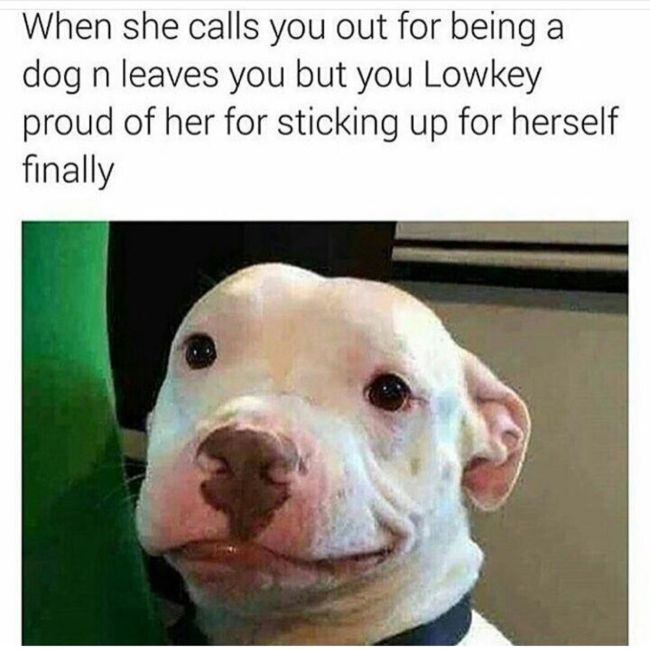 When she calls you out for being a
dog n leaves you but you Lowkey
proud of her for sticking up for herself
finally